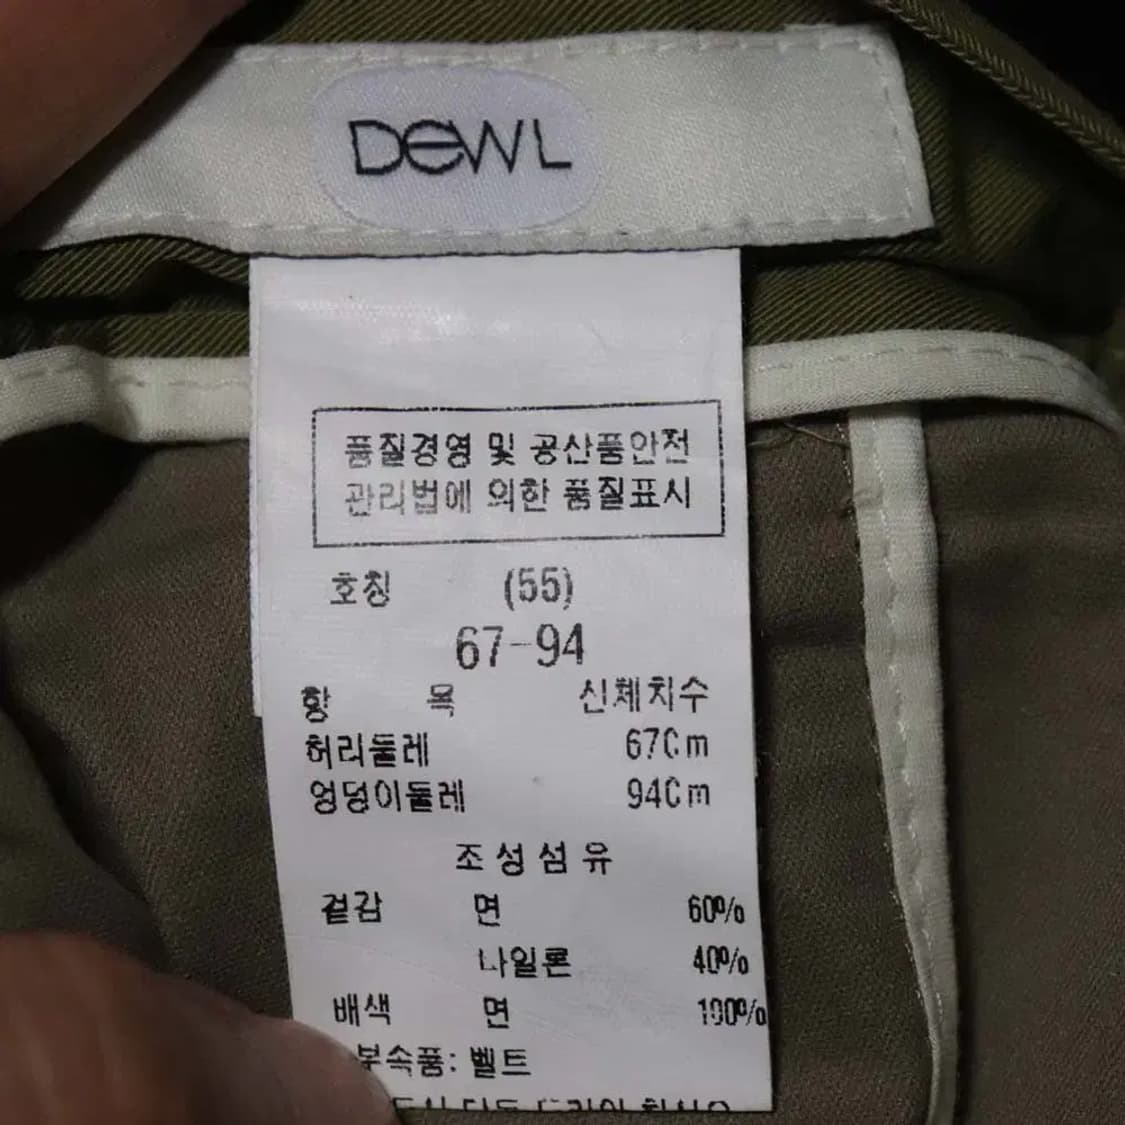 DEWL
품질경영 및 공산품안전
관리법에 의한 품질표시
호칭 (55)
67-94
항 목 신체치수
허리둘레 67Cm
엉덩이둘레 94Cm
조성섬유
겉감 면 60%
나일론 40%
배색 면 100%
부속품: 벨트